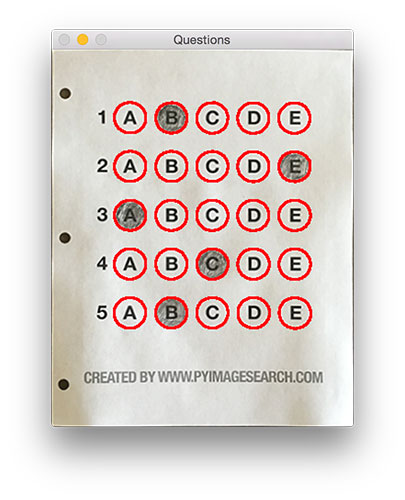 Questions
1 A B C D E
2 A B C D E
3 A B C D E
4 A B C D E
5 A B C D E
CREATED BY WWW.PYIMAGESEARCH.COM